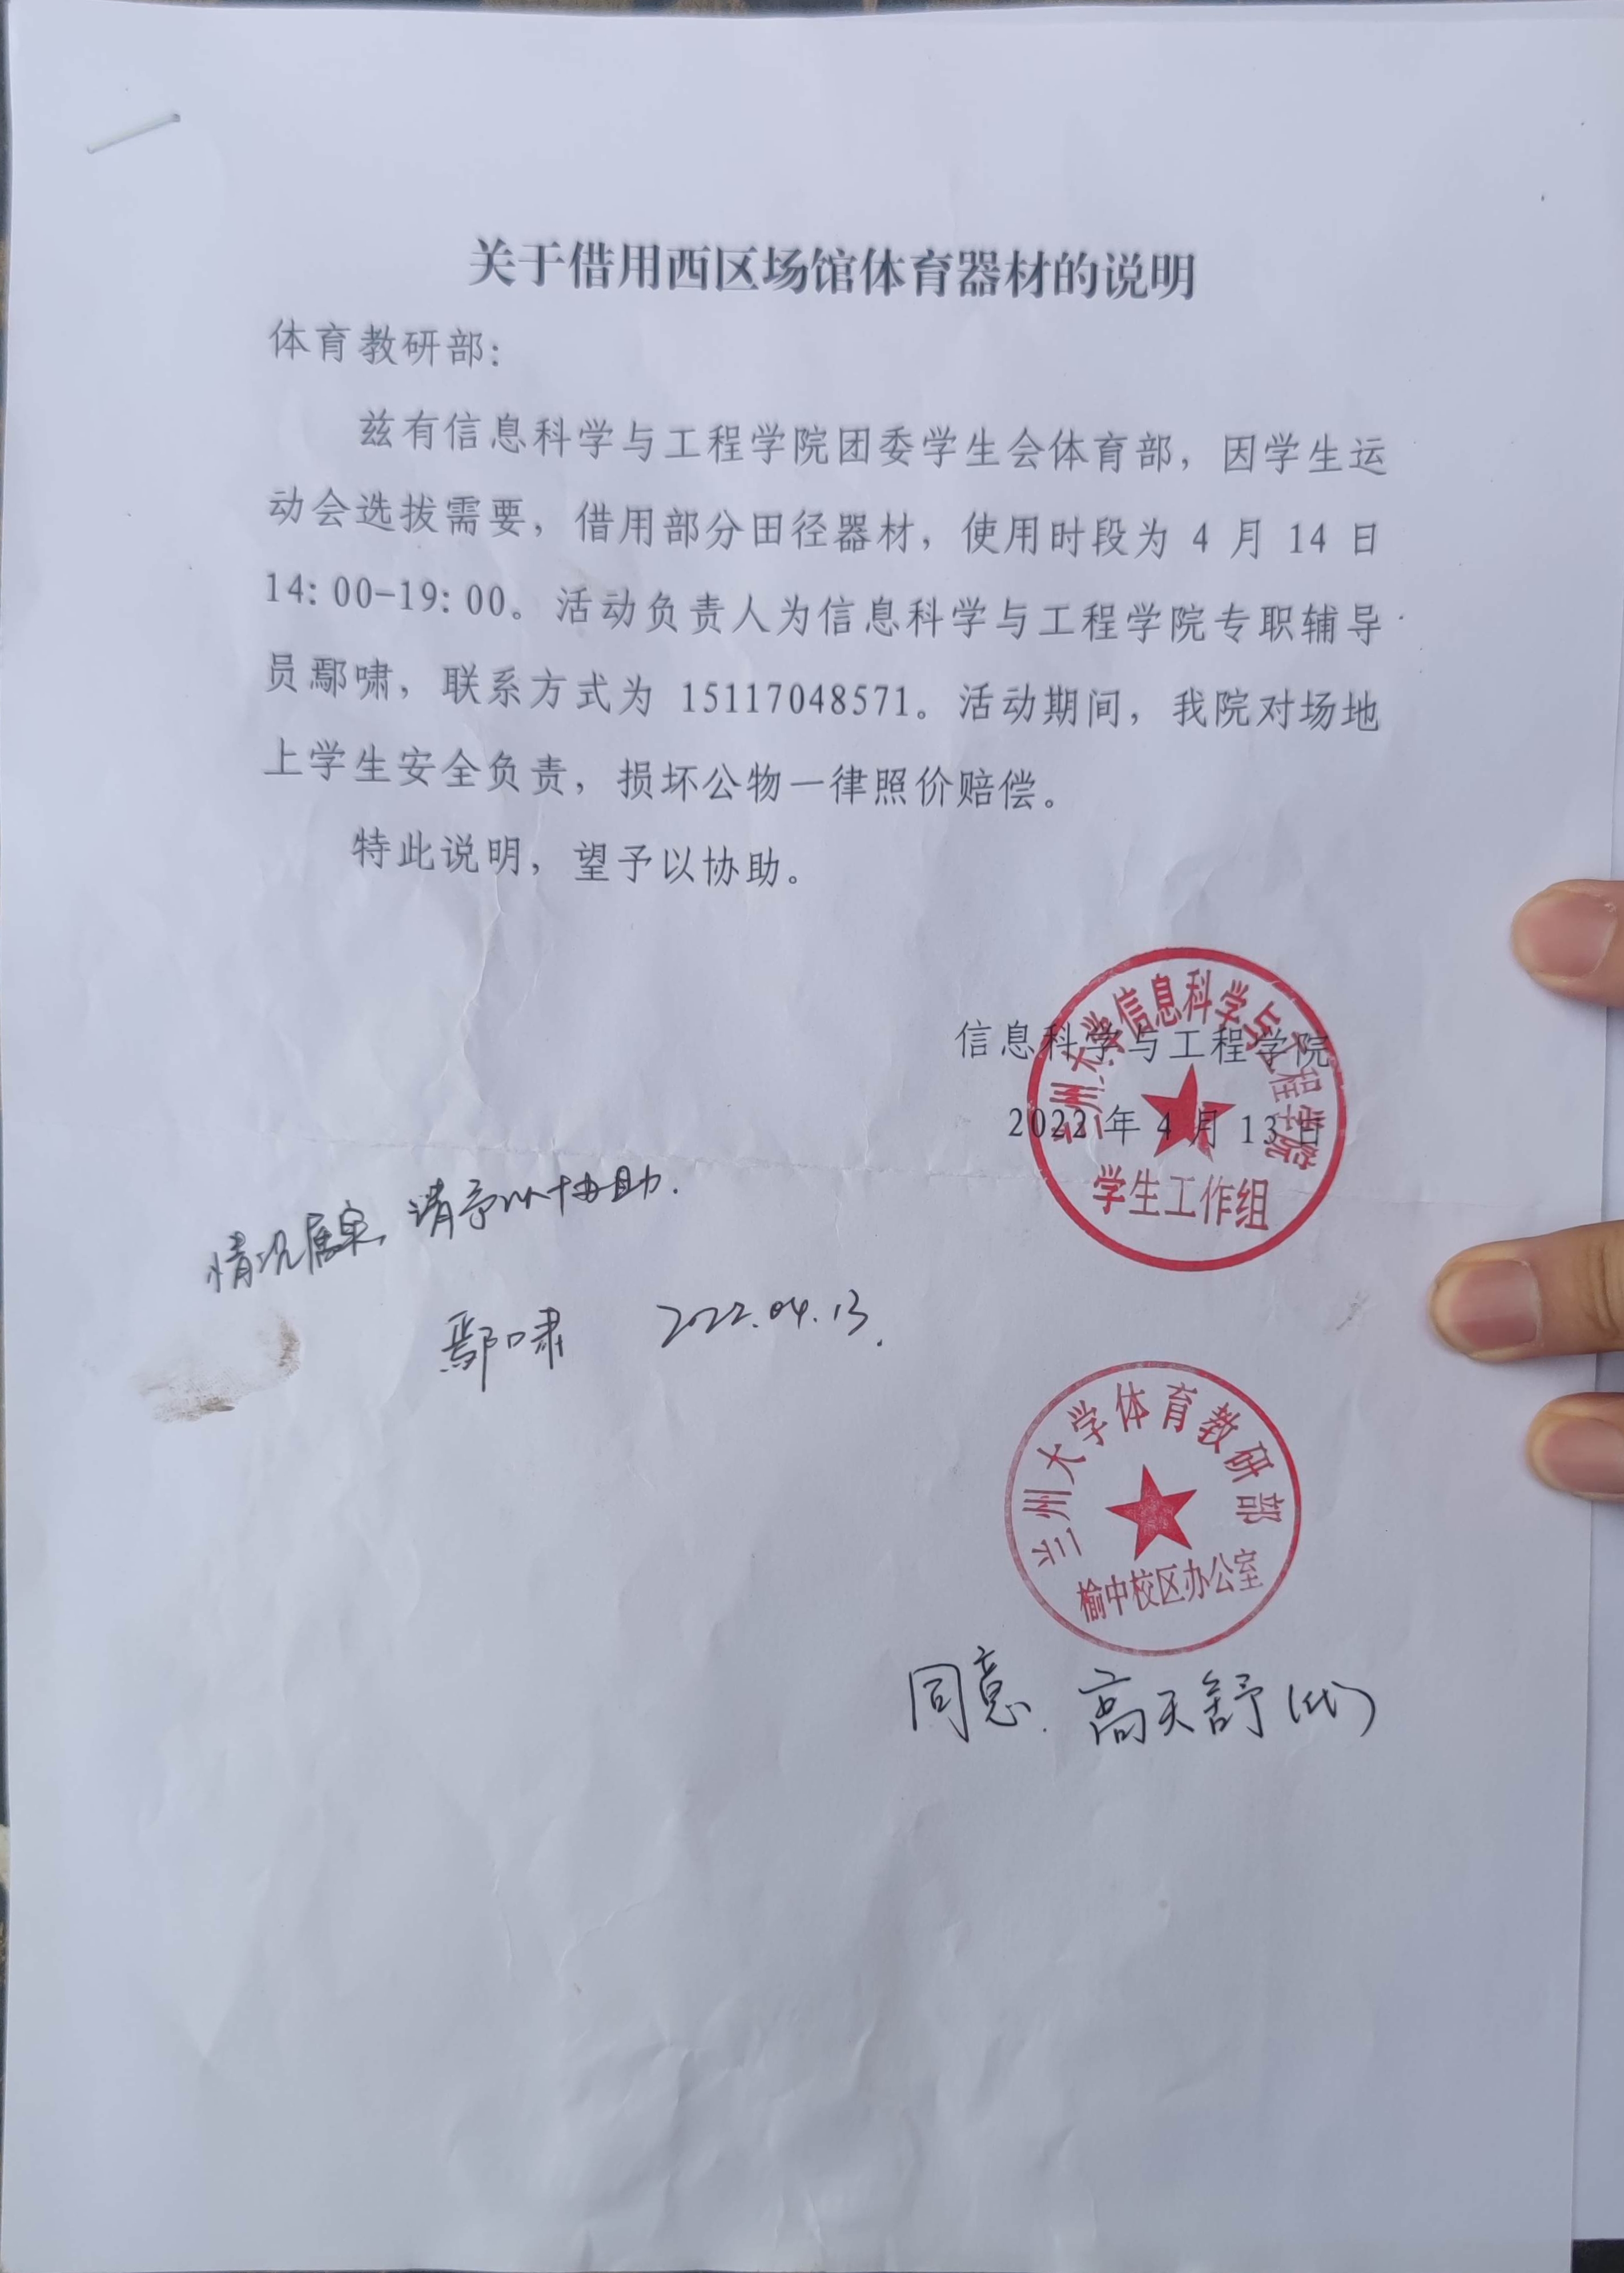 关于借用西区场馆体育器材的说明
体育教研部：
兹有信息科学与工程学院团委学生会体育部，因学生运
动会选拔需要，借用部分田径器材，使用时段为 4 月 14 日
14:00-19:00。活动负责人为信息科学与工程学院专职辅导
员鄢啸，联系方式为 15117048571。活动期间，我院对场地
上学生安全负责，损坏公物一律照价赔偿。
特此说明，望予以协助。
信息科学与工程学院
2022 年 4 月 13 日
兰州大学信息科学与工程学院
学生工作组
情况属实，请予以协助.
鄢啸 2022.04.13.
兰州大学体育教研部
榆中校区办公室
同意. 高天舒(代)